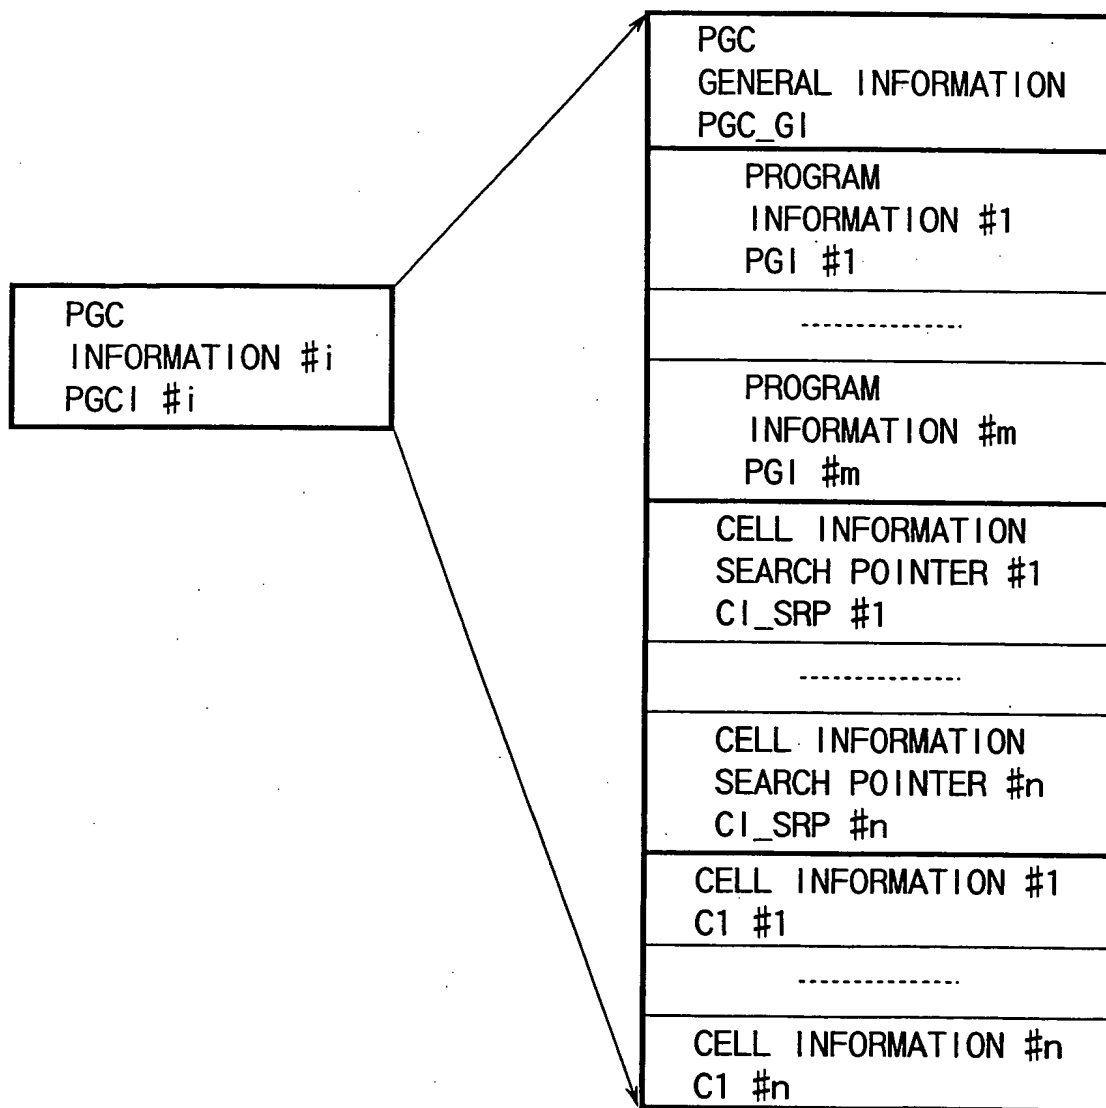 PGC
INFORMATION #i
PGCI #i
PGC
GENERAL INFORMATION
PGC_GI
PROGRAM
INFORMATION #1
PGI #1
PROGRAM
INFORMATION #m
PGI #m
CELL INFORMATION
SEARCH POINTER #1
CI_SRP #1
CELL INFORMATION
SEARCH POINTER #n
CI_SRP #n
CELL INFORMATION #1
C1 #1
CELL INFORMATION #n
C1 #n